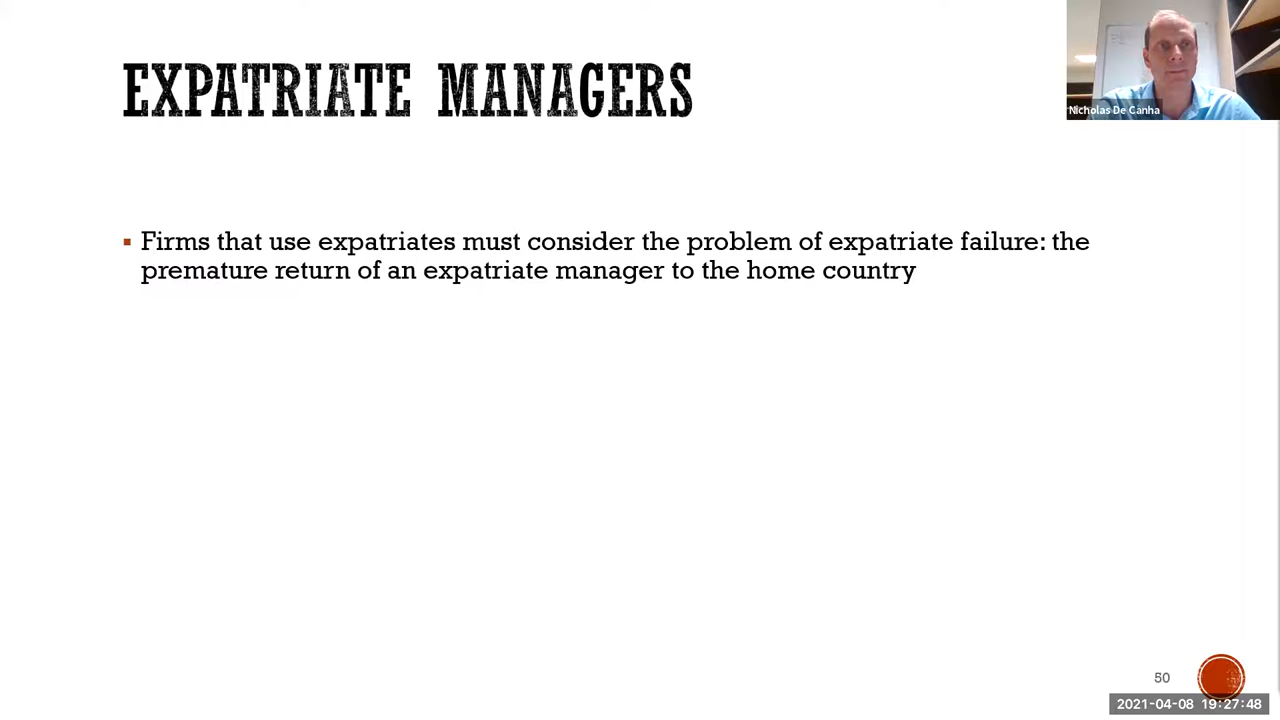 EXPATRIATE MANAGERS
Nicholas De Canha
▪ Firms that use expatriates must consider the problem of expatriate failure: the
premature return of an expatriate manager to the home country
50
2021-04-08 19:27:48